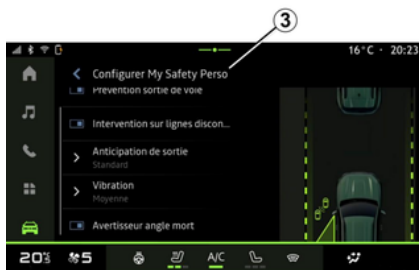 3
16°C · 20:23
Configurer My Safety Perso
Prévention sortie de voie
Intervention sur lignes discon...
Anticipation de sortie
Standard
Vibration
Moyenne
Avertisseur angle mort
20°5 5 A/C